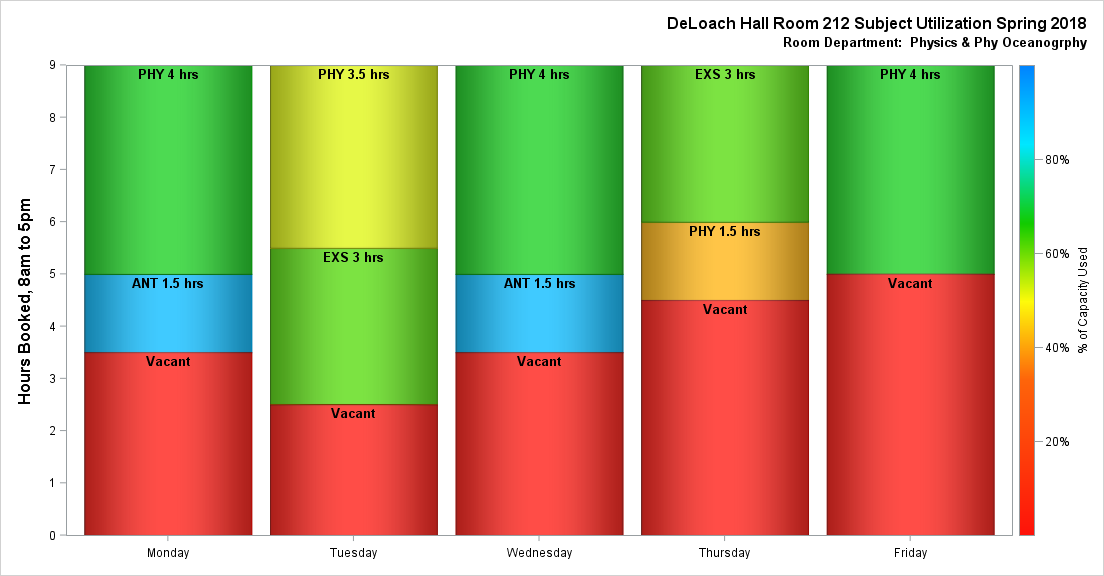 DeLoach Hall Room 212 Subject Utilization Spring 2018
Room Department:  Physics & Phy Oceanogrphy
Hours Booked, 8am to 5pm
9
8
7
6
5
4
3
2
1
0
PHY 4 hrs
ANT 1.5 hrs
Vacant
PHY 3.5 hrs
EXS 3 hrs
Vacant
PHY 4 hrs
ANT 1.5 hrs
Vacant
EXS 3 hrs
PHY 1.5 hrs
Vacant
PHY 4 hrs
Vacant
Monday
Tuesday
Wednesday
Thursday
Friday
80%
60%
40%
20%
% of Capacity Used